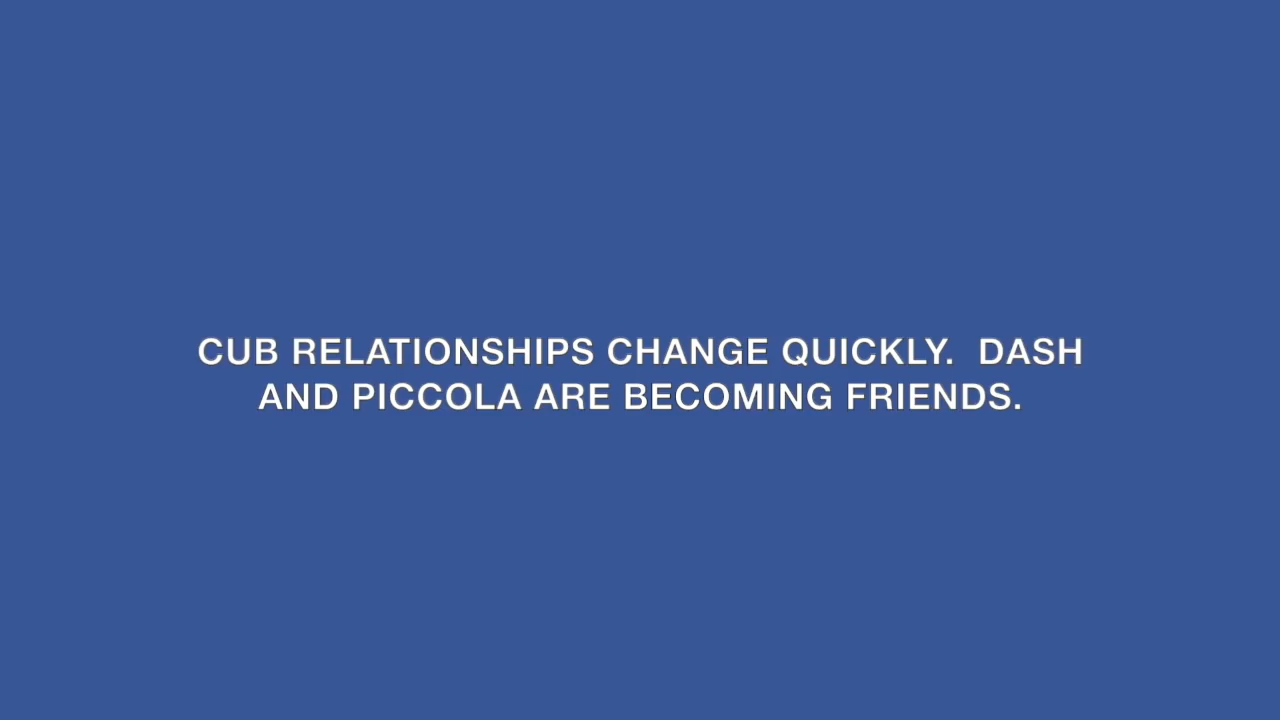 CUB RELATIONSHIPS CHANGE QUICKLY.  DASH
AND PICCOLA ARE BECOMING FRIENDS.